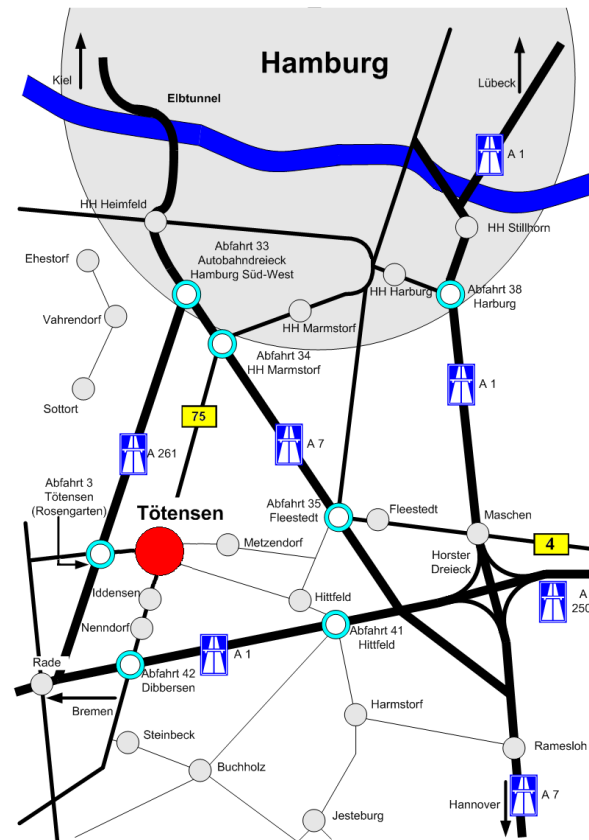 Hamburg
Kiel
Lübeck
Elbtunnel
A 1
HH Heimfeld
HH Stillhorn
Abfahrt 33
Autobahndreieck
Hamburg Süd-West
Ehestorf
HH Harburg
Abfahrt 38
Harburg
Vahrendorf
HH Marmstorf
Abfahrt 34
HH Marmstorf
Sottort
A 1
75
A 7
A 261
Abfahrt 3
Tötensen
(Rosengarten)
Tötensen
Abfahrt 35
Fleestedt
Fleestedt
Maschen
4
Metzendorf
Horster
Dreieck
Iddensen
Hittfeld
A
250
Nenndorf
Abfahrt 41
Hittfeld
A 1
Rade
Abfahrt 42
Dibbersen
Bremen
Harmstorf
Steinbeck
Ramesloh
Buchholz
Hannover
A 7
Jesteburg